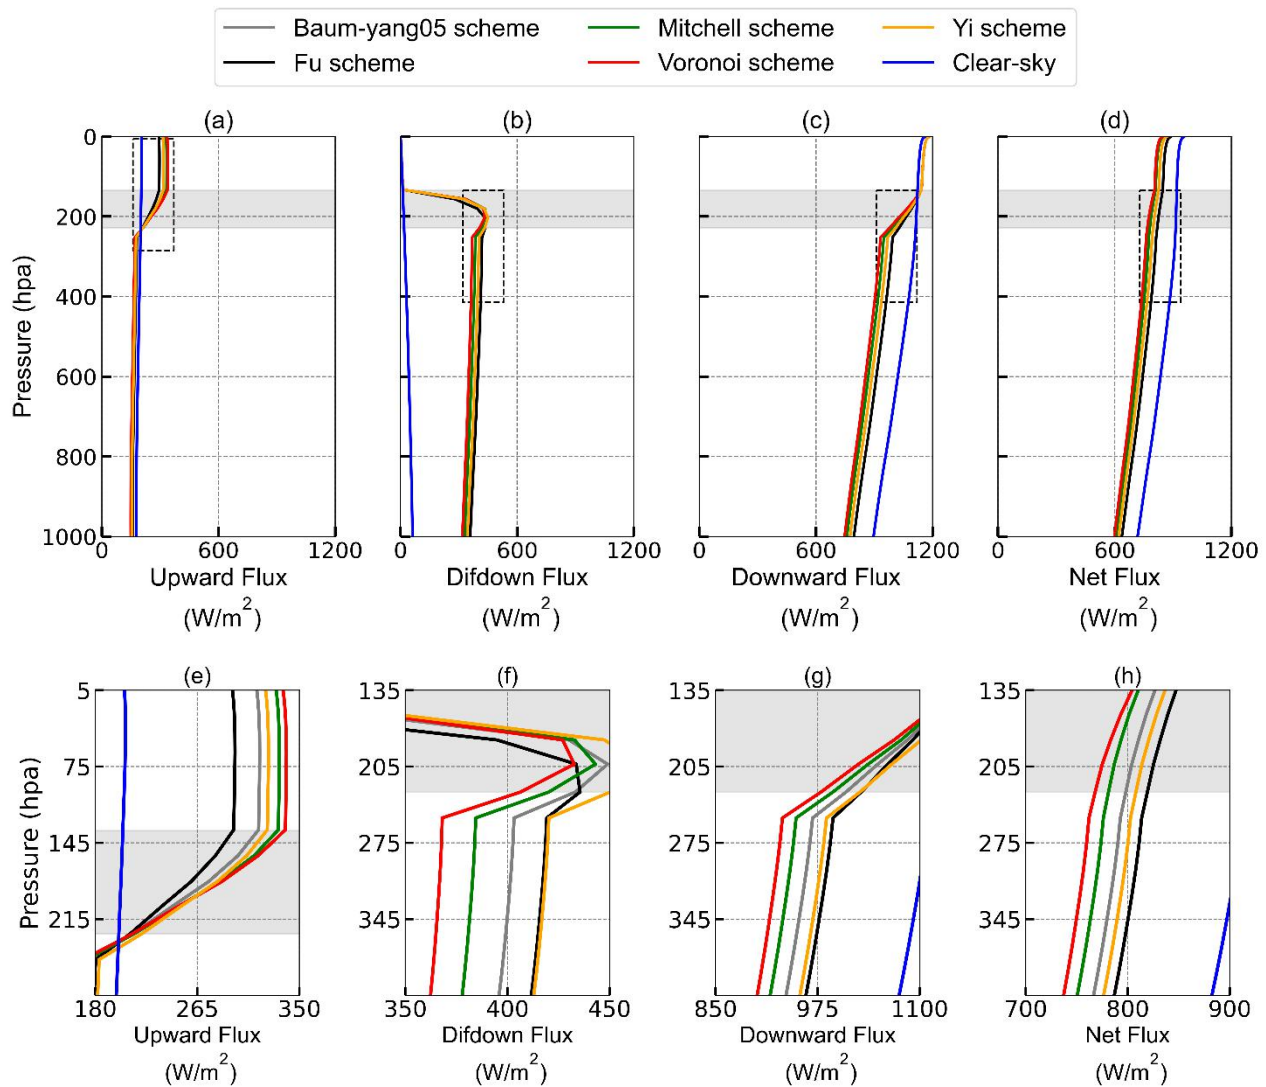 Baum-yang05 scheme Mitchell scheme Yi scheme
Fu scheme Voronoi scheme Clear-sky
(a) (b) (c) (d)
0
200
400
600
800
1000
Pressure (hpa)
0 600 1200 0 600 1200 0 600 1200 0 600 1200
Upward Flux Difdown Flux Downward Flux Net Flux
(W/m2) (W/m2) (W/m2) (W/m2)
(e) (f) (g) (h)
5 135 135 135
75 205 205 205
145 275 275 275
215 345 345 345
Pressure (hpa)
180 265 350 350 400 450 850 975 1100 700 800 900
Upward Flux Difdown Flux Downward Flux Net Flux
(W/m2) (W/m2) (W/m2) (W/m2)